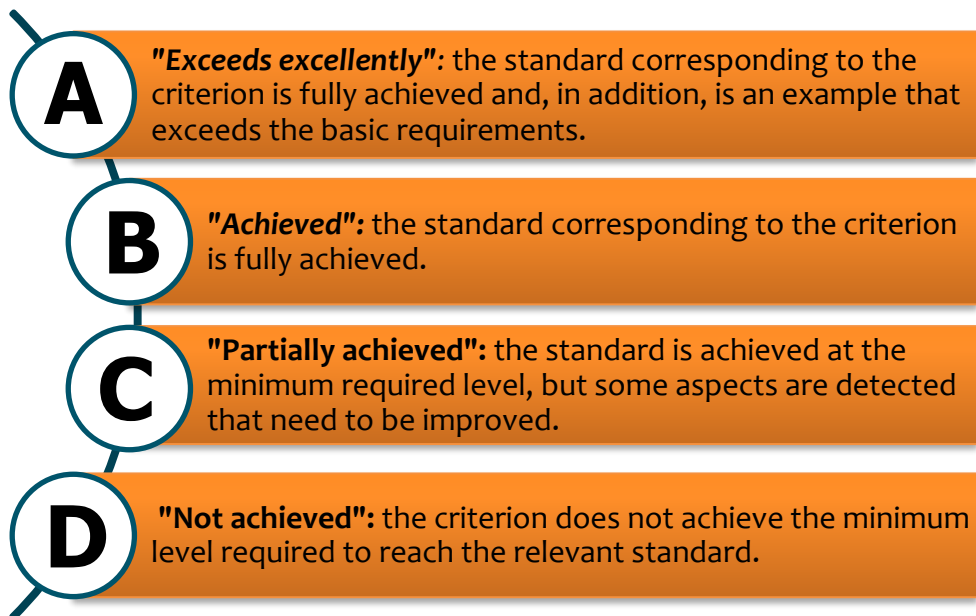 A
"Exceeds excellently": the standard corresponding to the
criterion is fully achieved and, in addition, is an example that
exceeds the basic requirements.
B
"Achieved": the standard corresponding to the criterion
is fully achieved.
C
"Partially achieved": the standard is achieved at the
minimum required level, but some aspects are detected
that need to be improved.
D
"Not achieved": the criterion does not achieve the minimum
level required to reach the relevant standard.